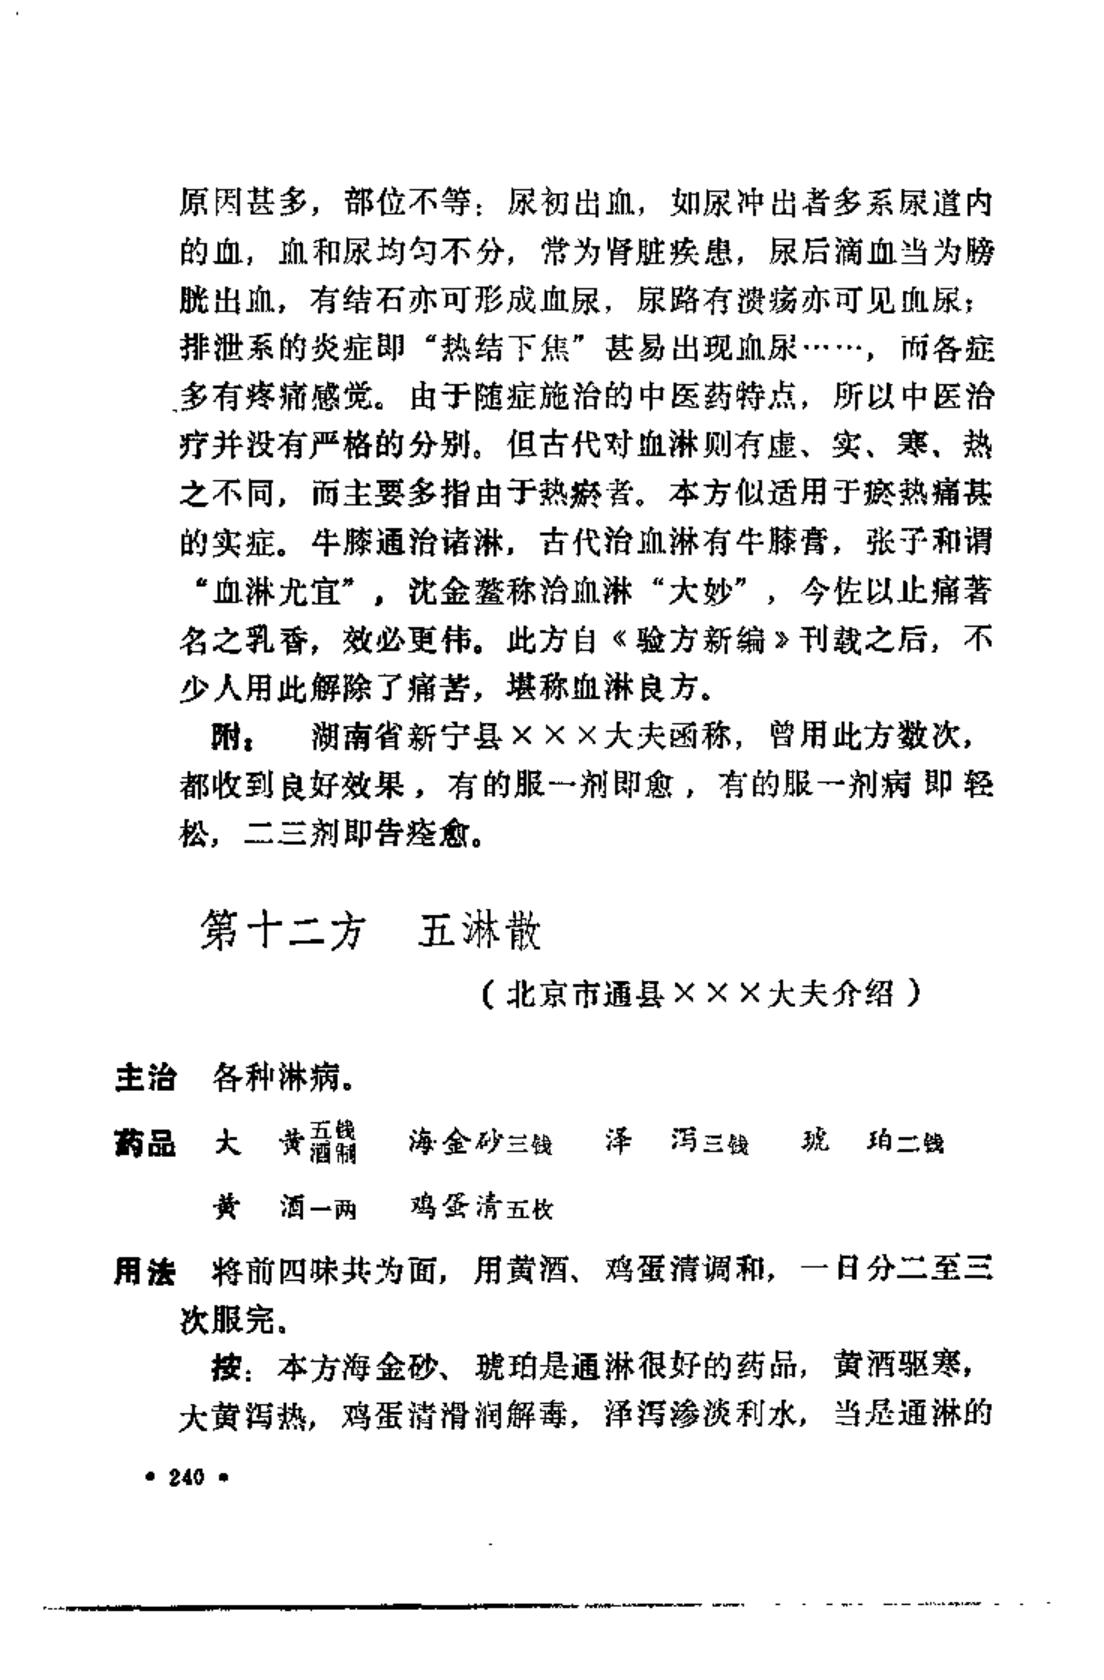 原因甚多，部位不等：尿初出血，如尿冲出者多系尿道内
的血，血和尿均匀不分，常为肾脏疾患，尿后滴血当为膀
胱出血，有结石亦可形成血尿，尿路有溃疡亦可见血尿；
排泄系的炎症即“热结下焦”甚易出现血尿……，而各症
多有疼痛感觉。由于随症施治的中医药特点，所以中医治
疗并没有严格的分别。但古代对血淋则有虚、实、寒、热
之不同，而主要多指由于热瘀者。本方似适用于瘀热痛甚
的实症。牛膝通治诸淋，古代治血淋有牛膝膏，张子和谓
“血淋尤宜”，沈金鳌称治血淋“大妙”，今佐以止痛著
名之乳香，效必更伟。此方自《验方新编》刊载之后，不
少人用此解除了痛苦，堪称血淋良方。
附： 湖南省新宁县×××大夫函称，曾用此方数次，
都收到良好效果，有的服一剂即愈，有的服一剂病即轻
松，二三剂即告痊愈。
第十二方 五淋散
（北京市通县×××大夫介绍）
主治 各种淋病。
药品 大 黄五钱酒制 海金砂三钱 泽 泻三钱 琥 珀二钱
黄 酒一两 鸡蛋清五枚
用法 将前四味共为面，用黄酒、鸡蛋清调和，一日分二至三
次服完。
按：本方海金砂、琥珀是通淋很好的药品，黄酒驱寒，
大黄泻热，鸡蛋清滑润解毒，泽泻渗淡利水，当是通淋的
• 240 •